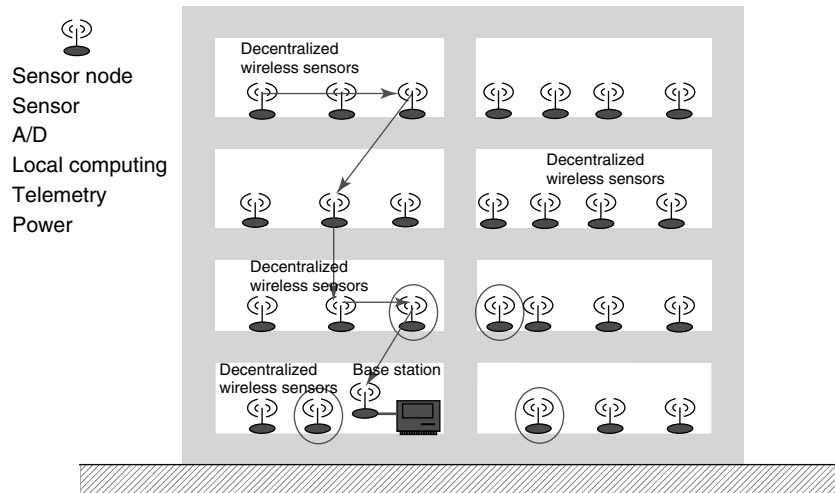 Sensor node
Sensor
A/D
Local computing
Telemetry
Power
Decentralized
wireless sensors
Decentralized
wireless sensors
Decentralized
wireless sensors
Decentralized
wireless sensors
Base station